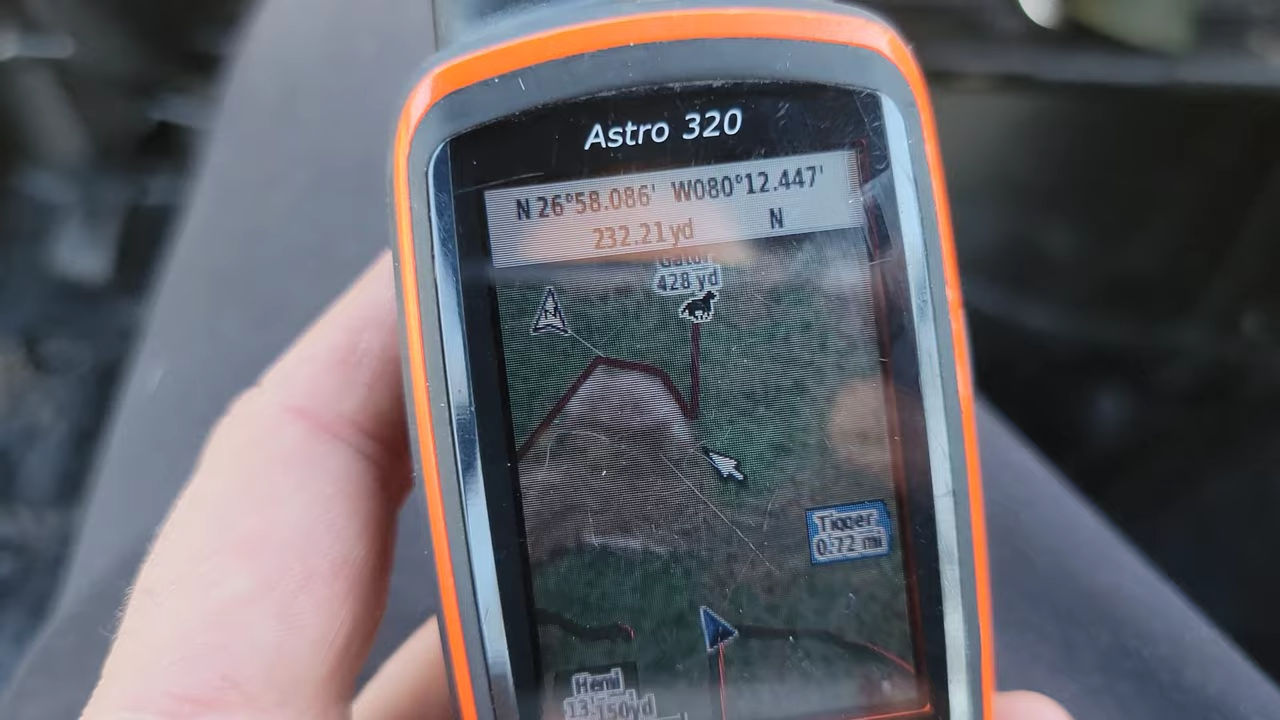 Astro 320
N 26°58.086' W080°12.447'
232.21yd N
428 yd
N
Tigger
0.72 mi